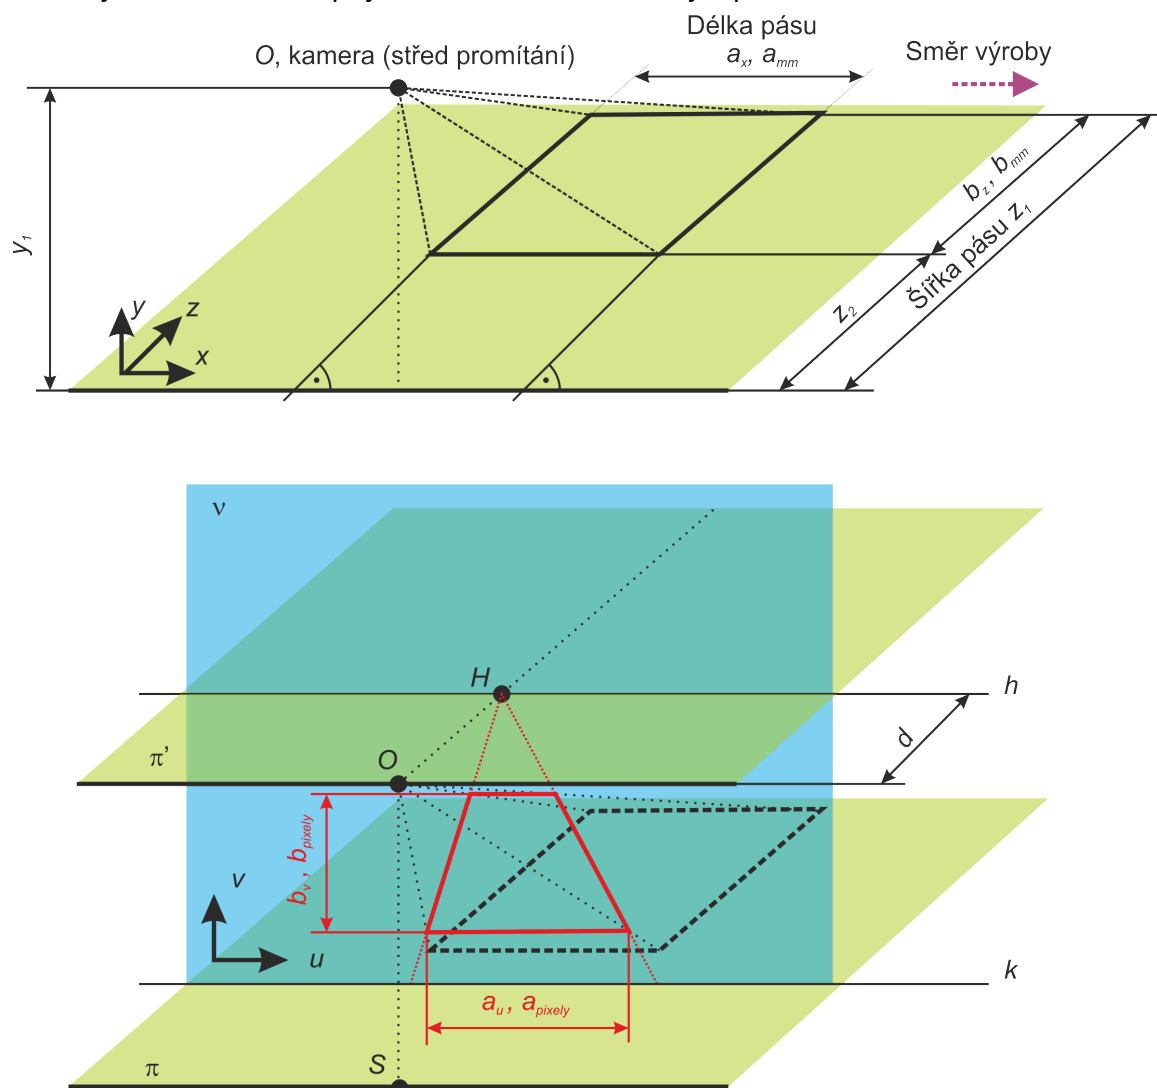 Délka pásu
a_x, a_mm
O, kamera (střed promítání)
Směr výroby
y_1
b_z, b_mm
Šířka pásu z_1
z_2
y
z
x
ν
H
h
d
π’
O
b_v, b_pixely
v
u
k
a_u, a_pixely
S
π